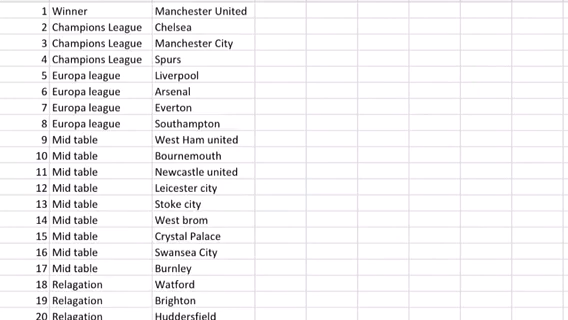 1 Winner Manchester United
2 Champions League Chelsea
3 Champions League Manchester City
4 Champions League Spurs
5 Europa league Liverpool
6 Europa league Arsenal
7 Europa league Everton
8 Europa league Southampton
9 Mid table West Ham united
10 Mid table Bournemouth
11 Mid table Newcastle united
12 Mid table Leicester city
13 Mid table Stoke city
14 Mid table West brom
15 Mid table Crystal Palace
16 Mid table Swansea City
17 Mid table Burnley
18 Relagation Watford
19 Relagation Brighton
20 Relagation Huddersfield